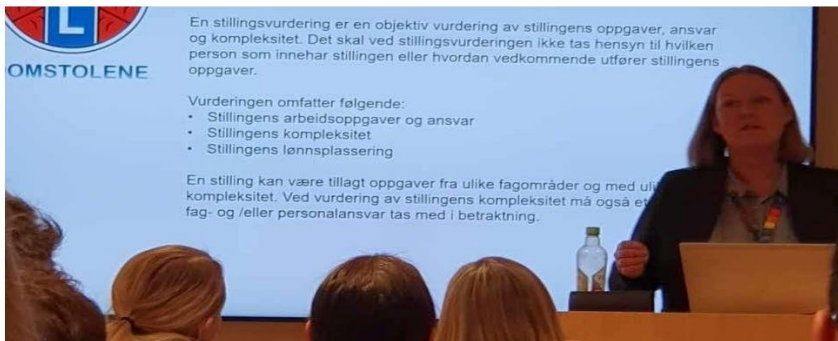 L
DOMSTOLENE
En stillingsvurdering er en objektiv vurdering av stillingens oppgaver, ansvar
og kompleksitet. Det skal ved stillingsvurderingen ikke tas hensyn til hvilken
person som innehar stillingen eller hvordan vedkommende utfører stillingens
oppgaver.
Vurderingen omfatter følgende:
• Stillingens arbeidsoppgaver og ansvar
• Stillingens kompleksitet
• Stillingens lønnsplassering
En stilling kan være tillagt oppgaver fra ulike fagområder og med uli
kompleksitet. Ved vurdering av stillingens kompleksitet må også et
fag- og /eller personalansvar tas med i betraktning.